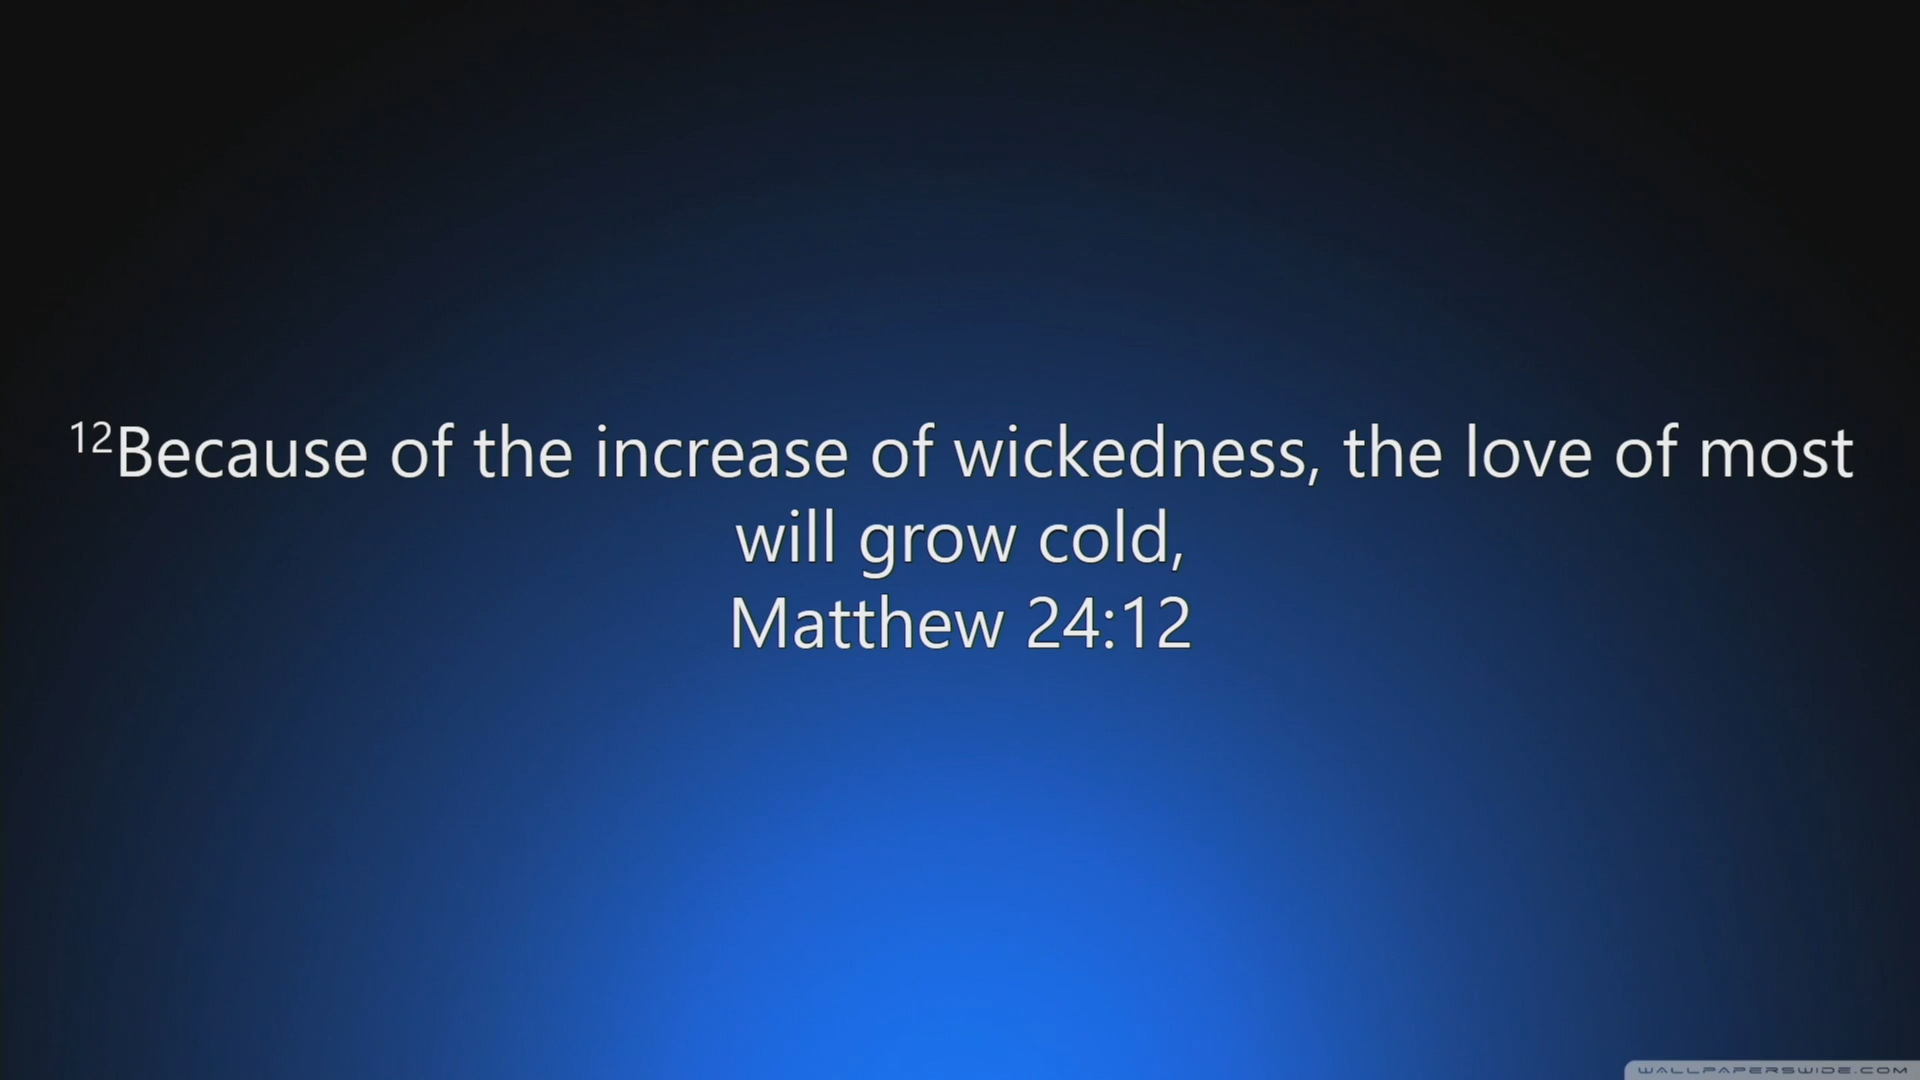 12Because of the increase of wickedness, the love of most
will grow cold,
Matthew 24:12
WALLPAPERSWIDE.COM